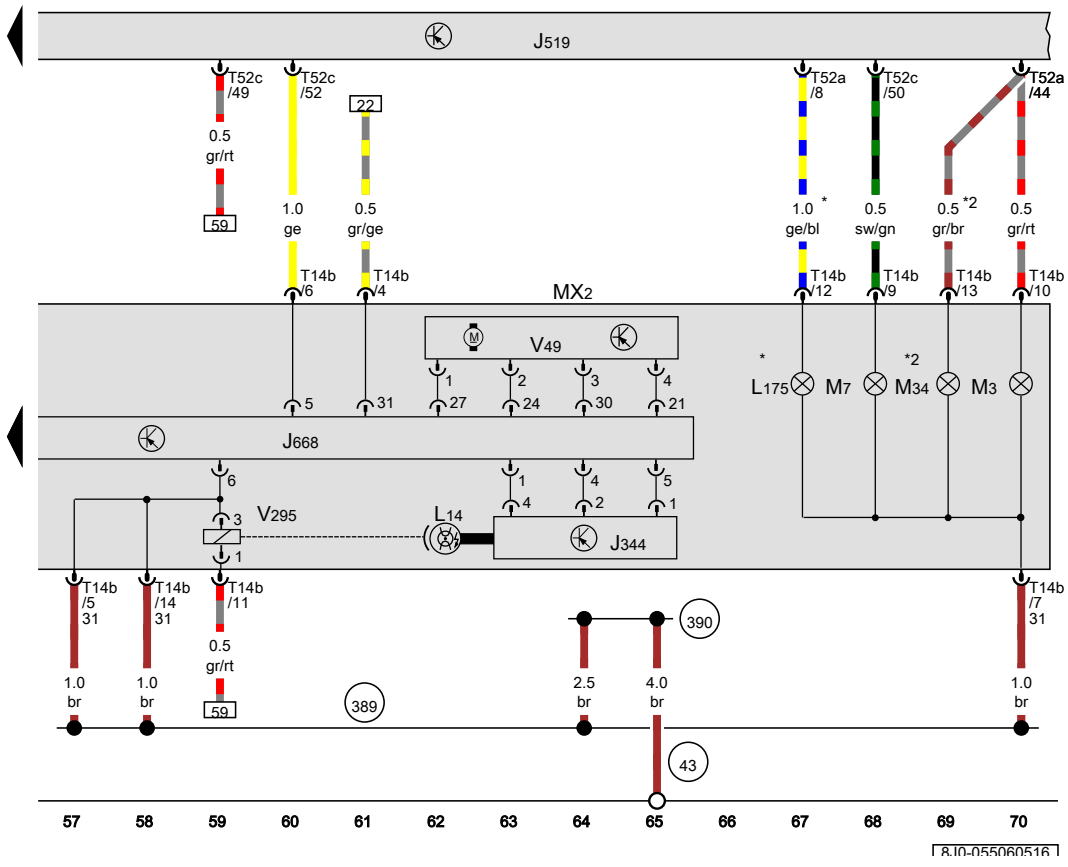 J519
T52c
/49
T52c
/52
22
T52a
/8
T52c
/50
T52a
/44
0.5
gr/rt
59
1.0
ge
0.5
gr/ge
1.0 *
ge/bl
0.5
sw/gn
0.5 *2
gr/br
0.5
gr/rt
T14b
/6
T14b
/4
MX2
T14b
/12
T14b
/9
T14b
/13
T14b
/10
M
V49
1
2
3
4
*
*2
L175
M7
M34
M3
5
31
27
24
30
21
J668
6
1
4
5
3
V295
L14
4
2
1
J344
1
T14b
/5
31
T14b
/14
31
T14b
/11
T14b
/7
31
390
0.5
gr/rt
59
1.0
br
1.0
br
389
2.5
br
4.0
br
1.0
br
43
57 58 59 60 61 62 63 64 65 66 67 68 69 70
8J0-055060516